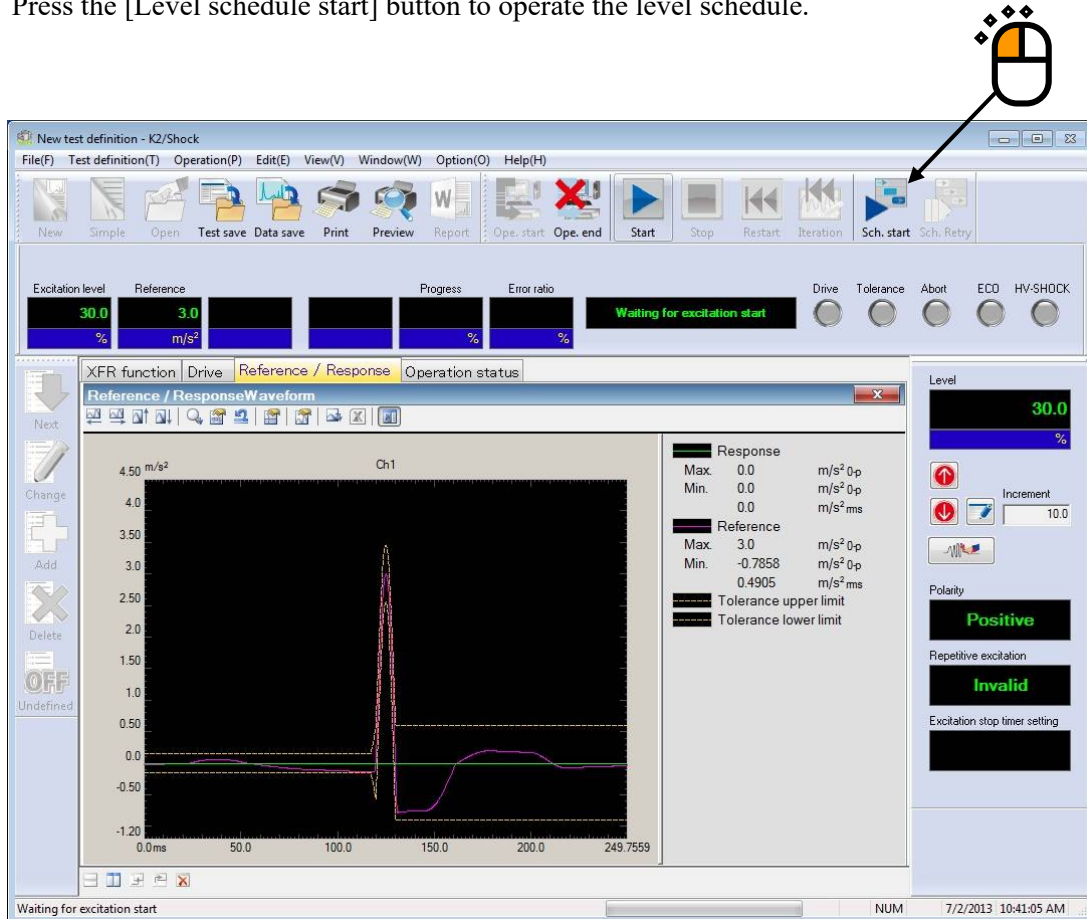 Press the [Level schedule start] button to operate the level schedule.
New test definition - K2/Shock
File(F) Test definition(T) Operation(P) Edit(E) View(V) Window(W) Option(O) Help(H)
New Simple Open Test save Data save Print Preview Report Ope. start Ope. end Start Stop Restart Iteration Sch. start Sch. Retry
Excitation level Reference Progress Error ratio Drive Tolerance Abort ECO HV-SHOCK
30.0 3.0 Waiting for excitation start
% m/s² % %
XFR function Drive Reference / Response Operation status
Reference / ResponseWaveform
Next
Change
Add
Delete
OFF
Undefined
4.50 m/s² Ch1
4.0
3.50
3.0
2.50
2.0
1.50
1.0
0.50
0.0
-0.50
-1.20
0.0ms 50.0 100.0 150.0 200.0 249.7559
Response
Max. 0.0 m/s² 0-p
Min. 0.0 m/s² 0-p
0.0 m/s² rms
Reference
Max. 3.0 m/s² 0-p
Min. -0.7858 m/s² 0-p
0.4905 m/s² rms
Tolerance upper limit
Tolerance lower limit
Level
30.0
%
Increment
10.0
Polarity
Positive
Repetitive excitation
Invalid
Excitation stop timer setting
Waiting for excitation start NUM 7/2/2013 10:41:05 AM